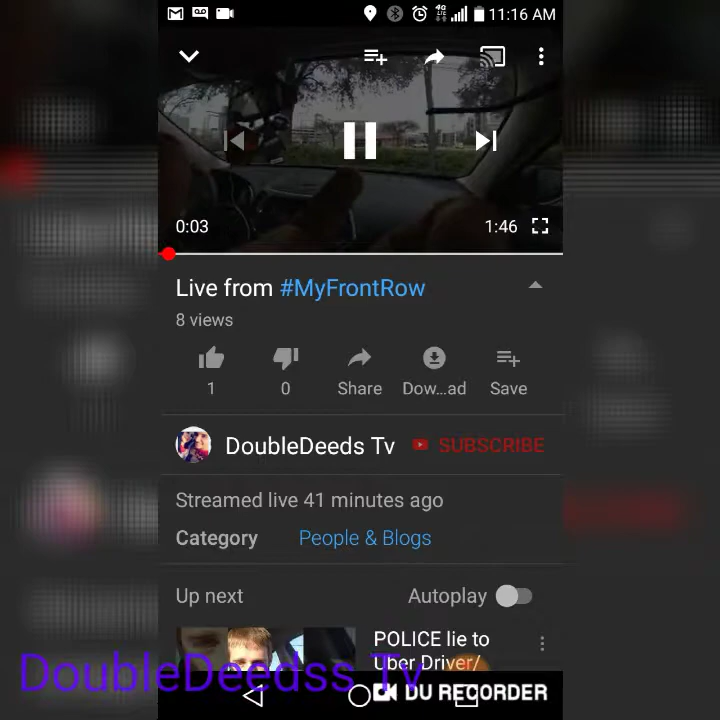 4G LTE 11:16 AM
0:03 1:46
Live from #MyFrontRow
8 views
1 0 Share Dow...ad Save
DoubleDeeds Tv SUBSCRIBE
Streamed live 41 minutes ago
Category People & Blogs
Up next Autoplay
POLICE lie to
Uber Driver/
DoubleDeedss Tv
DU RECORDER